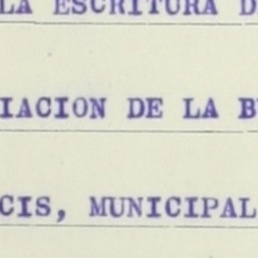 LA ESCRITURA D
IACION DE LA B
CIS, MUNICIPAL